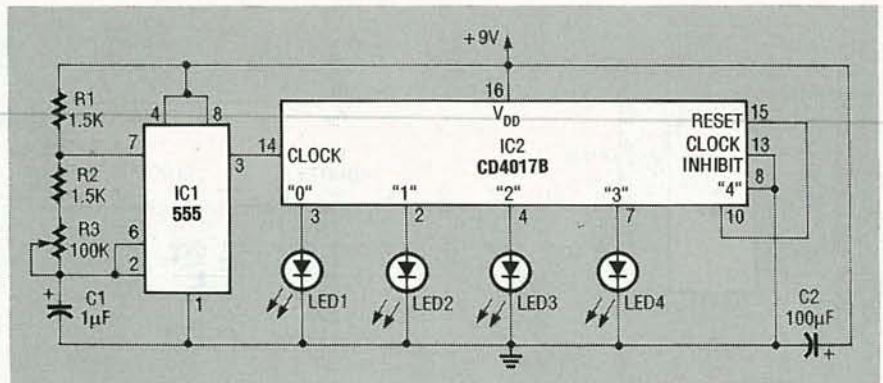 +9V
R1
1.5K
4
8
16
V_DD
15
RESET
7
14
CLOCK
3
IC2
CD4017B
13
CLOCK
INHIBIT
R2
1.5K
IC1
555
8
"0"
"1"
"2"
"3"
"4"
3
2
4
7
10
R3
100K
6
2
LED1
LED2
LED3
LED4
C1
1µF
+
1
C2
100µF
+